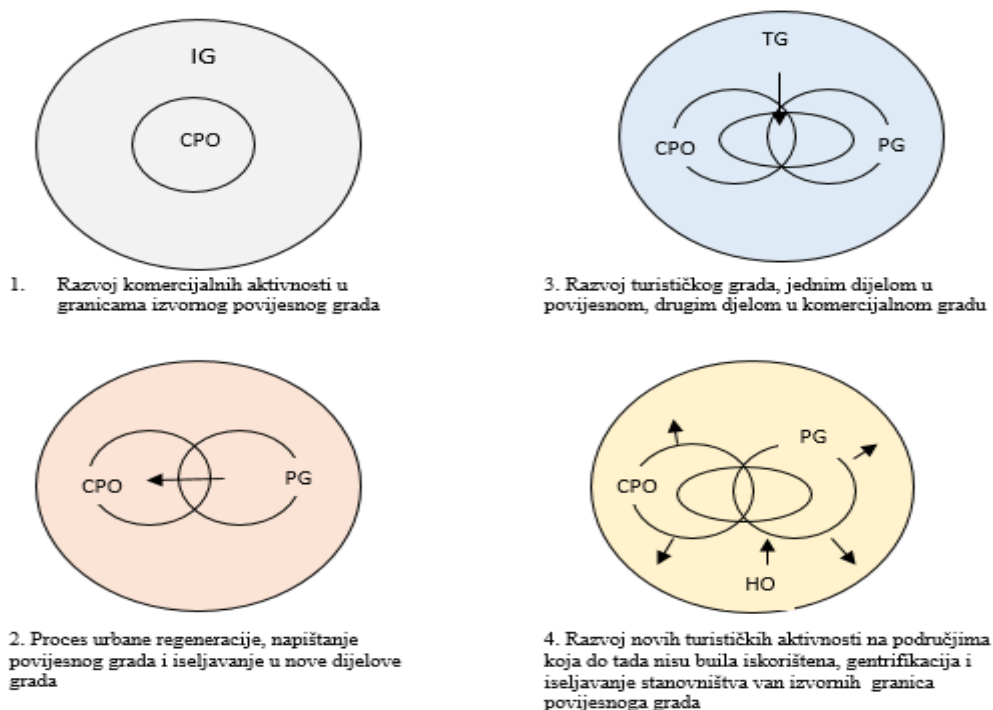 IG
CPO
1. Razvoj komercijalnih aktivnosti u
granicama izvornog povijesnog grada
CPO
PG
2. Proces urbane regeneracije, napištanje
povijesnog grada i iseljavanje u nove dijelove
grada
TG
CPO
PG
3. Razvoj turističkog grada, jednim dijelom u
povijesnom, drugim djelom u komercijalnom gradu
PG
CPO
HO
4. Razvoj novih turističkih aktivnosti na područjima
koja do tada nisu buila iskorištena, gentrifikacija i
iseljavanje stanovništva van izvornih granica
povijesnoga grada